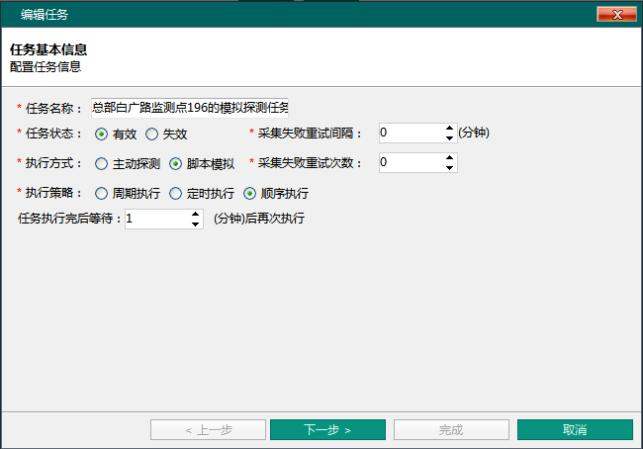 编辑任务
任务基本信息
配置任务信息
* 任务名称： 总部白广路监测点196的模拟探测任务
* 任务状态： 有效 失效 * 采集失败重试间隔： 0 (分钟)
* 执行方式： 主动探测 脚本模拟 * 采集失败重试次数： 0
* 执行策略： 周期执行 定时执行 顺序执行
任务执行完后等待：1 (分钟)后再次执行
< 上一步 下一步 > 完成 取消